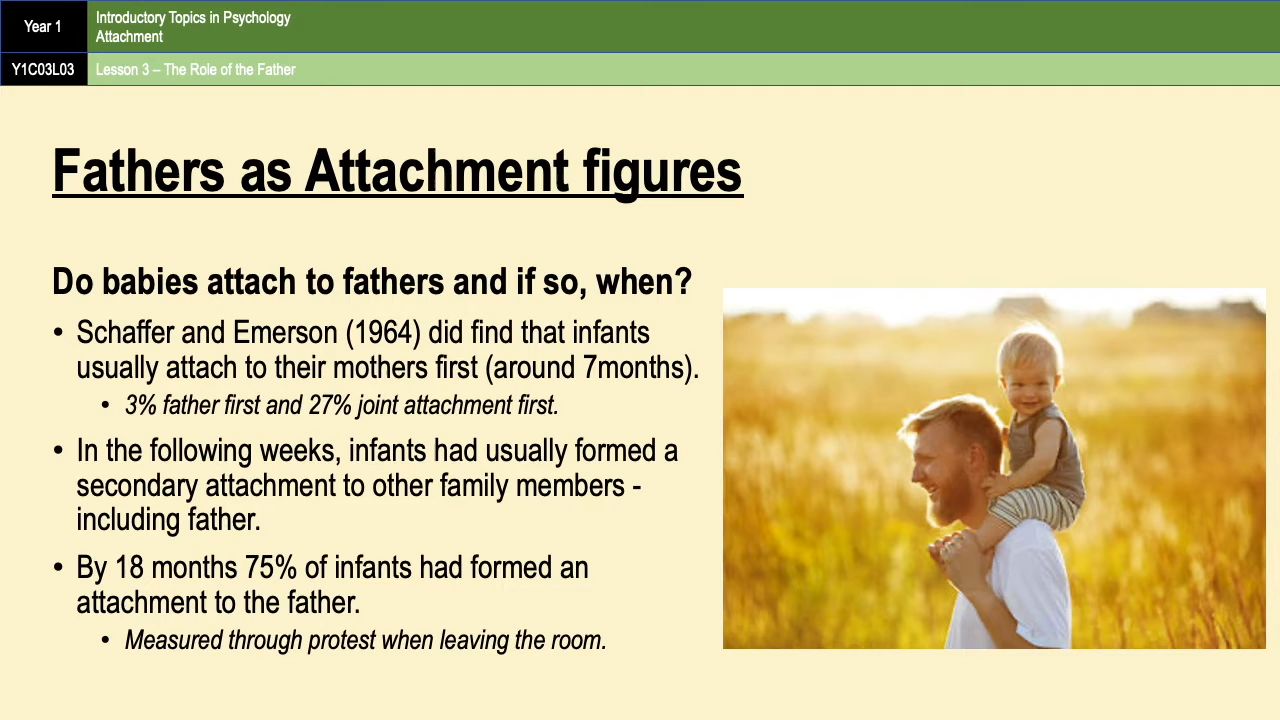 Year 1
Introductory Topics in Psychology
Attachment
Y1C03L03
Lesson 3 – The Role of the Father
Fathers as Attachment figures
Do babies attach to fathers and if so, when?
• Schaffer and Emerson (1964) did find that infants
usually attach to their mothers first (around 7months).
• 3% father first and 27% joint attachment first.
• In the following weeks, infants had usually formed a
secondary attachment to other family members -
including father.
• By 18 months 75% of infants had formed an
attachment to the father.
• Measured through protest when leaving the room.